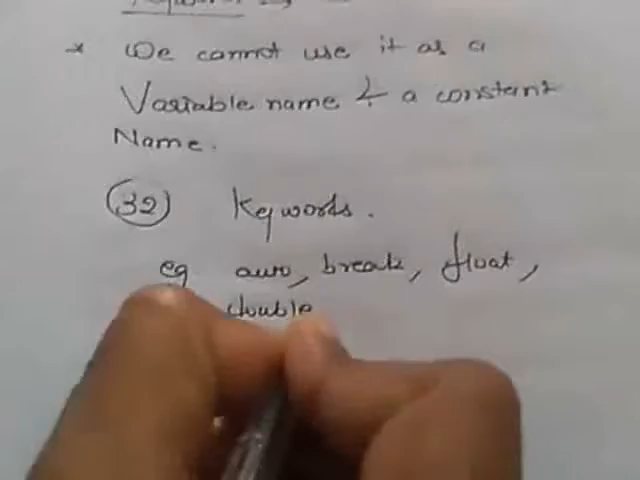 * We cannot use it as a
Variable name & a constant
Name.
32 Keywords.
eg auto, break, float,
double